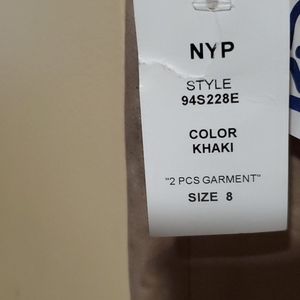 NYP
STYLE
94S228E
COLOR
KHAKI
"2 PCS GARMENT"
SIZE 8